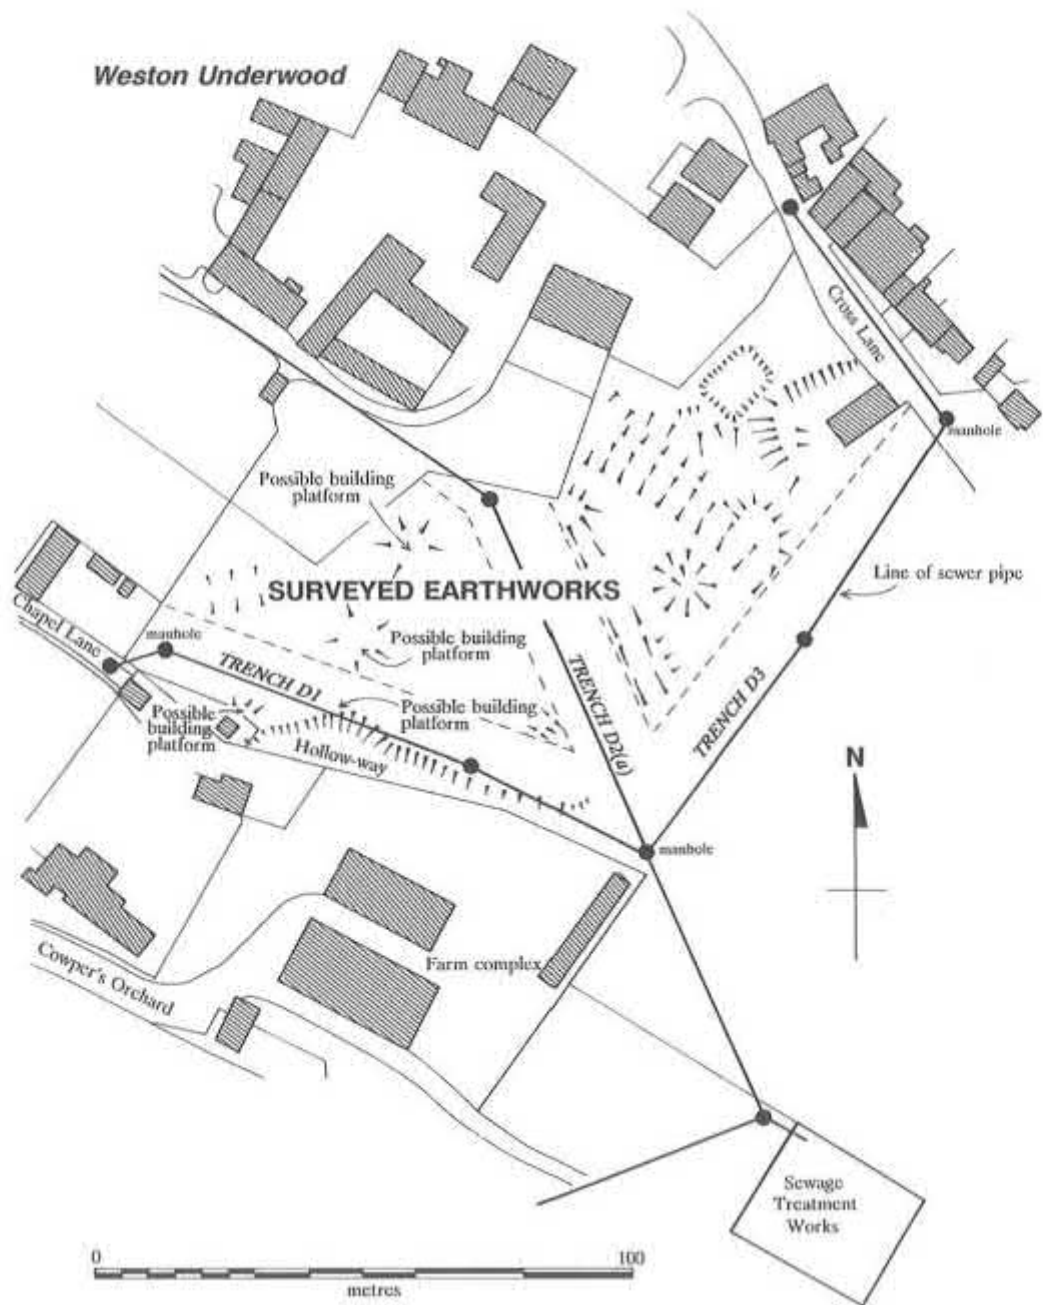 Weston Underwood
Cross Lane
manhole
Possible building
platform
SURVEYED EARTHWORKS
Line of sewer pipe
Chapel Lane
manhole
Possible building
platform
TRENCH D1
TRENCH D2(a)
TRENCH D3
Possible
building
platform
Possible building
platform
Hollow-way
N
manhole
Farm complex
Cowper's Orchard
Sewage
Treatment
Works
0
100
metres